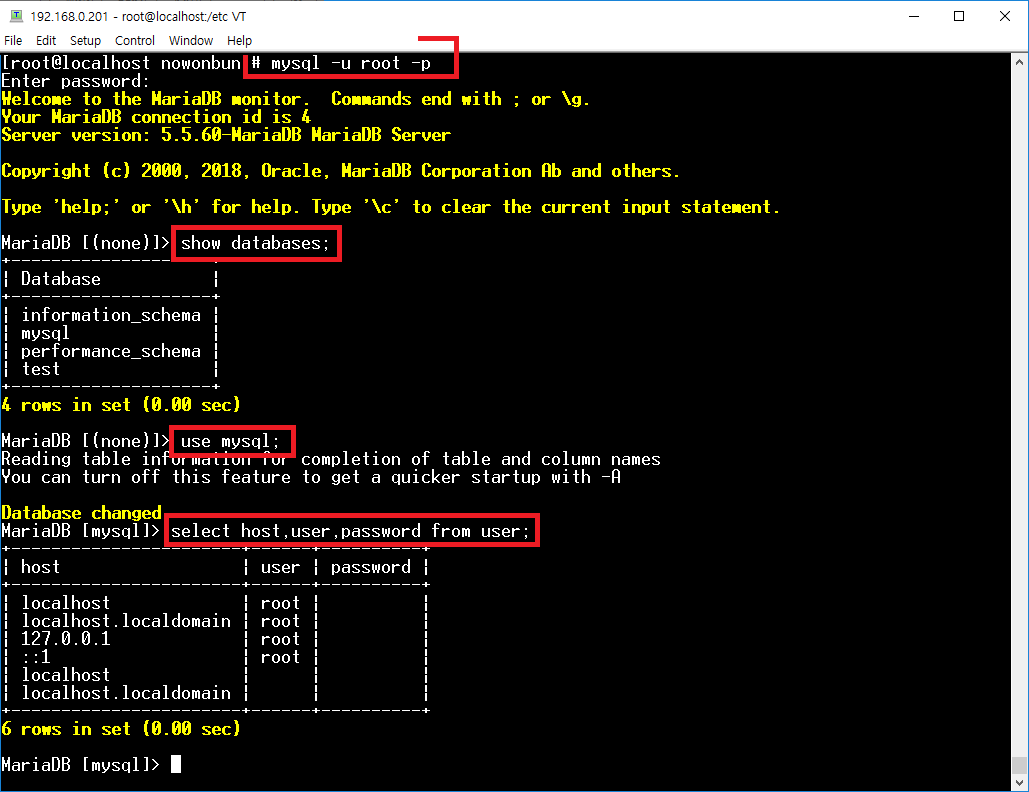 192.168.0.201 - root@localhost:/etc VT
File Edit Setup Control Window Help
[root@localhost nowonbun # mysql -u root -p
Enter password:
Welcome to the MariaDB monitor.  Commands end with ; or \g.
Your MariaDB connection id is 4
Server version: 5.5.60-MariaDB MariaDB Server
Copyright (c) 2000, 2018, Oracle, MariaDB Corporation Ab and others.
Type 'help;' or '\h' for help. Type '\c' to clear the current input statement.
MariaDB [(none)]> show databases;
+--------------------+
| Database           |
+--------------------+
| information_schema |
| mysql              |
| performance_schema |
| test               |
+--------------------+
4 rows in set (0.00 sec)
MariaDB [(none)]> use mysql;
Reading table information for completion of table and column names
You can turn off this feature to get a quicker startup with -A
Database changed
MariaDB [mysql]> select host,user,password from user;
+-----------------------+------+----------+
| host                  | user | password |
+-----------------------+------+----------+
| localhost             | root |          |
| localhost.localdomain | root |          |
| 127.0.0.1             | root |          |
| ::1                   | root |          |
| localhost             |      |          |
| localhost.localdomain |      |          |
+-----------------------+------+----------+
6 rows in set (0.00 sec)
MariaDB [mysql]>